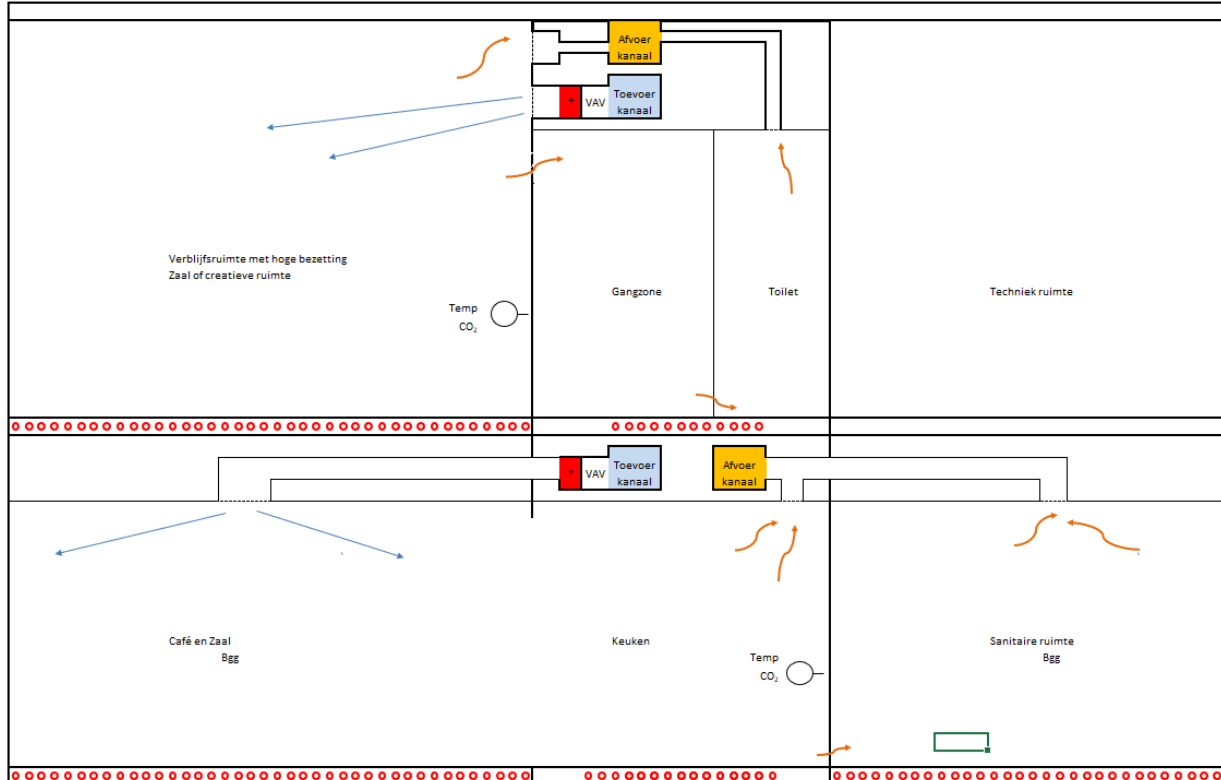 Afvoer
kanaal
+
VAV
Toevoer
kanaal
Verblijfsruimte met hoge bezetting
Zaal of creatieve ruimte
Gangzone
Toilet
Techniek ruimte
Temp
CO₂
+
VAV
Toevoer
kanaal
Afvoer
kanaal
Café en Zaal
Bgg
Keuken
Sanitaire ruimte
Bgg
Temp
CO₂